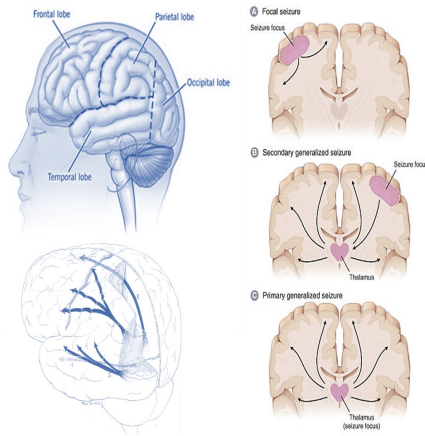 Frontal lobe
Parietal lobe
Occipital lobe
Temporal lobe
A Focal seizure
Seizure focus
B Secondary generalized seizure
Seizure focu
Thalamus
C Primary generalized seizure
Thalamus
(seizure focus)